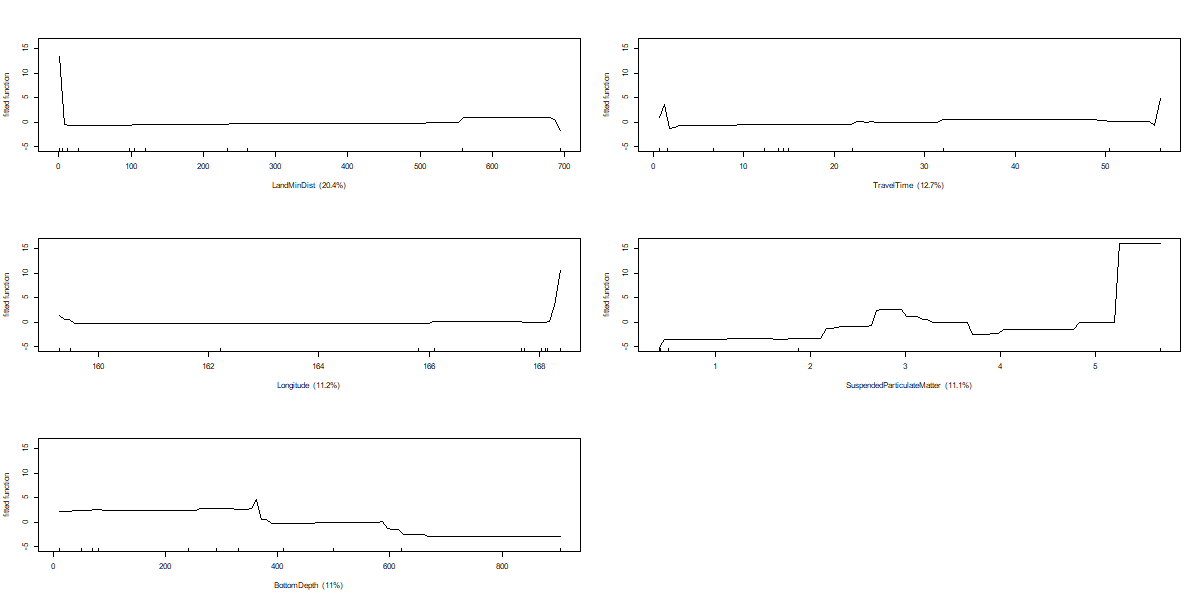 15
10
5
0
-5
fitted function
0 100 200 300 400 500 600 700
LandMinDist (20.4%)
15
10
5
0
-5
fitted function
0 10 20 30 40 50
TravelTime (12.7%)
15
10
5
0
-5
fitted function
160 162 164 166 168
Longitude (11.2%)
15
10
5
0
-5
fitted function
1 2 3 4 5
SuspendedParticulateMatter (11.1%)
15
10
5
0
-5
fitted function
0 200 400 600 800
BottomDepth (11%)